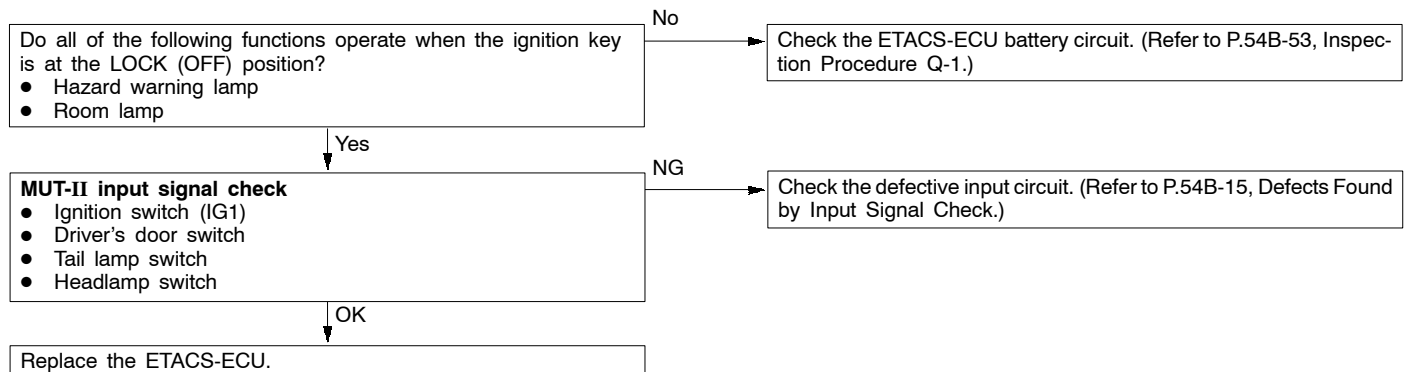 Do all of the following functions operate when the ignition key
is at the LOCK (OFF) position?
● Hazard warning lamp
● Room lamp
No
Check the ETACS-ECU battery circuit. (Refer to P.54B-53, Inspec-
tion Procedure Q-1.)
Yes
MUT-II input signal check
● Ignition switch (IG1)
● Driver's door switch
● Tail lamp switch
● Headlamp switch
NG
Check the defective input circuit. (Refer to P.54B-15, Defects Found
by Input Signal Check.)
OK
Replace the ETACS-ECU.